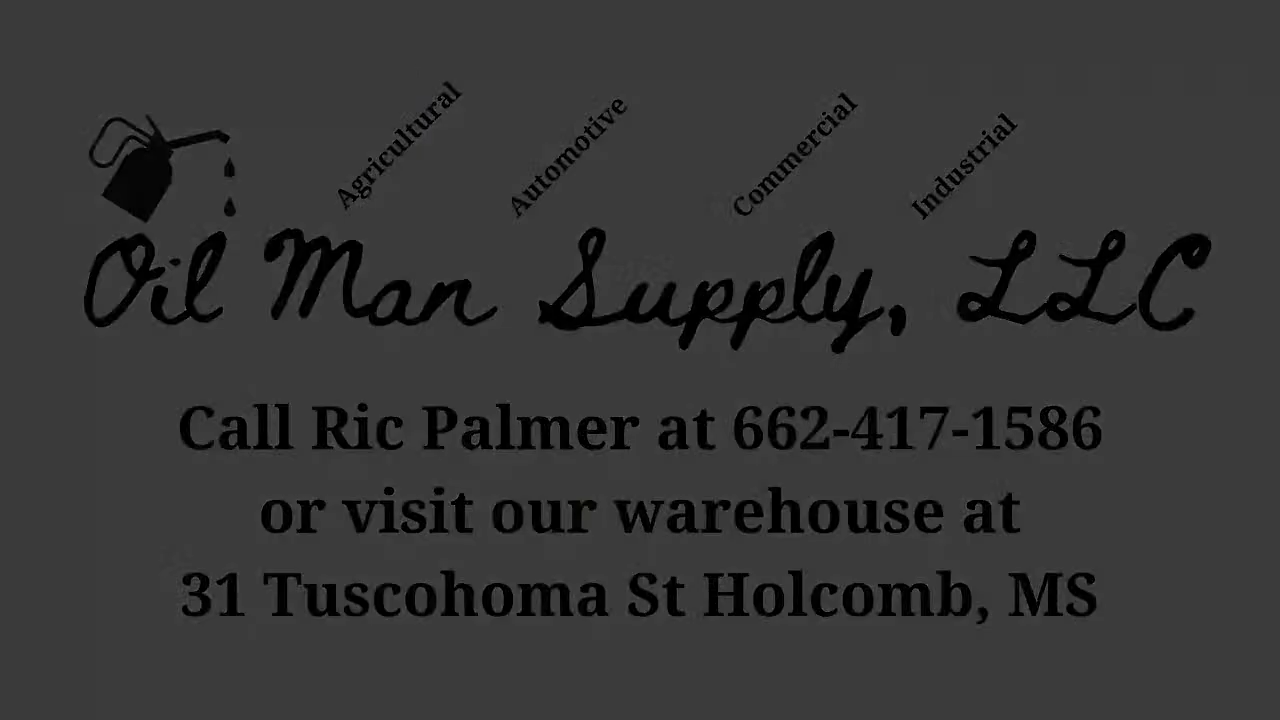 Agricultural
Automotive
Commercial
Industrial
Oil Man Supply, LLC
Call Ric Palmer at 662-417-1586
or visit our warehouse at
31 Tuscohoma St Holcomb, MS